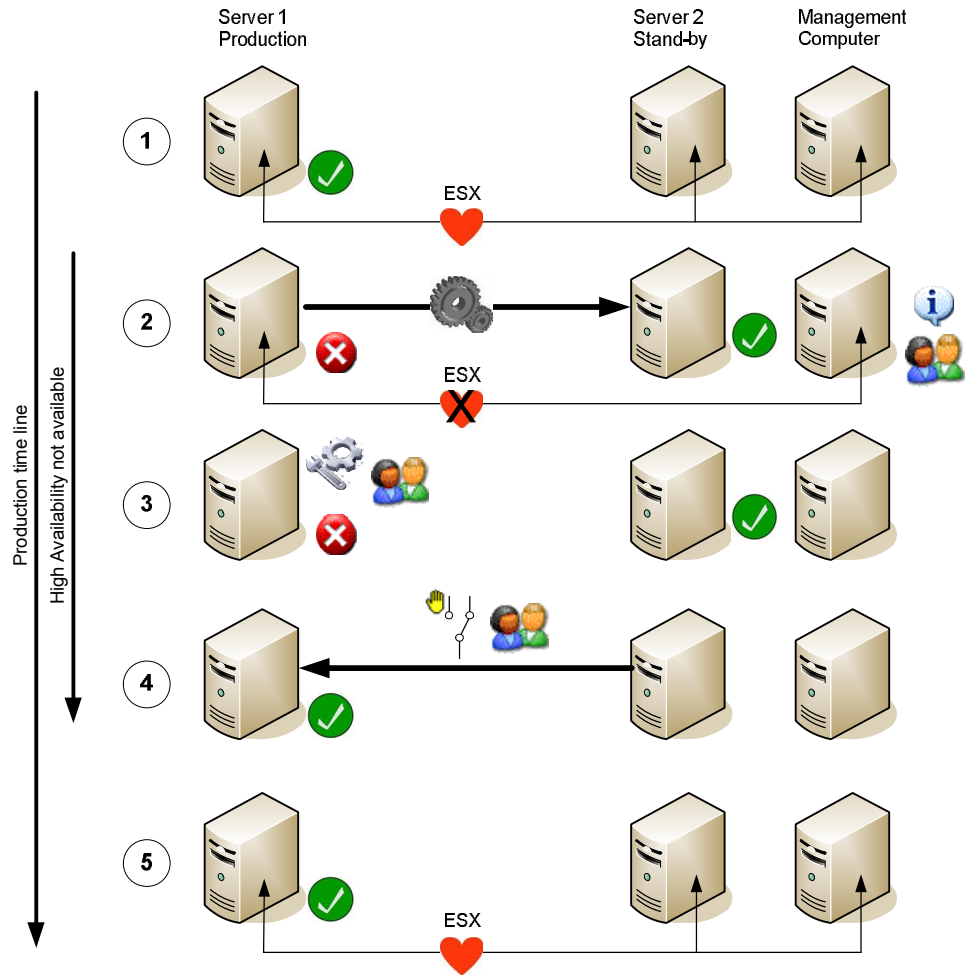 Server 1
Production
Server 2
Stand-by
Management
Computer
Production time line
High Availability not available
1
ESX
2
ESX
3
4
5
ESX